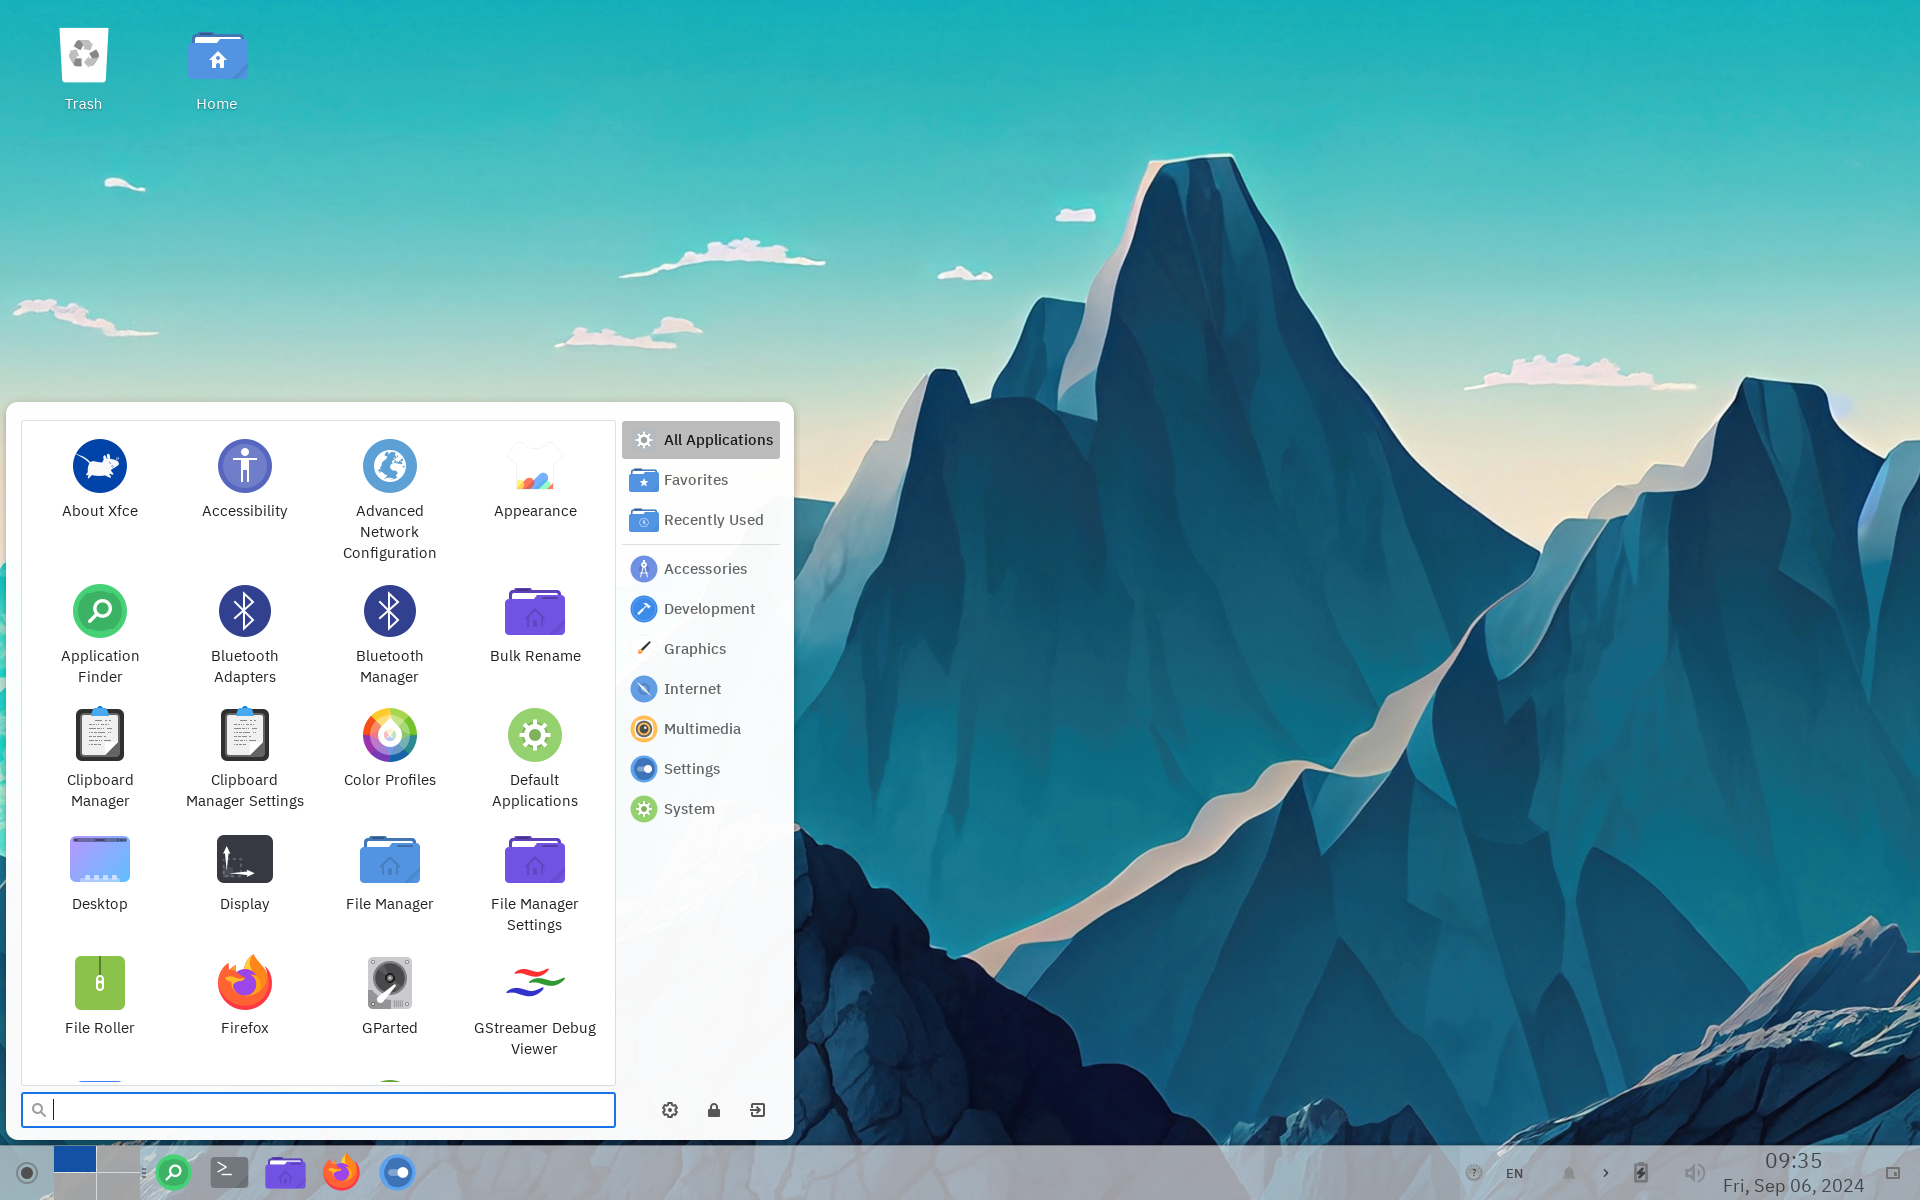 Trash
Home
About Xfce
Accessibility
Advanced
Network
Configuration
Appearance
Application
Finder
Bluetooth
Adapters
Bluetooth
Manager
Bulk Rename
Clipboard
Manager
Clipboard
Manager Settings
Color Profiles
Default
Applications
Desktop
Display
File Manager
File Manager
Settings
File Roller
Firefox
GParted
GStreamer Debug
Viewer
All Applications
Favorites
Recently Used
Accessories
Development
Graphics
Internet
Multimedia
Settings
System
EN
09:35
Fri, Sep 06, 2024